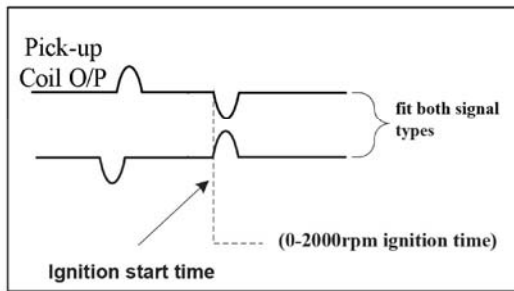 Pick-up
Coil O/P
fit both signal
types
(0-2000rpm ignition time)
Ignition start time